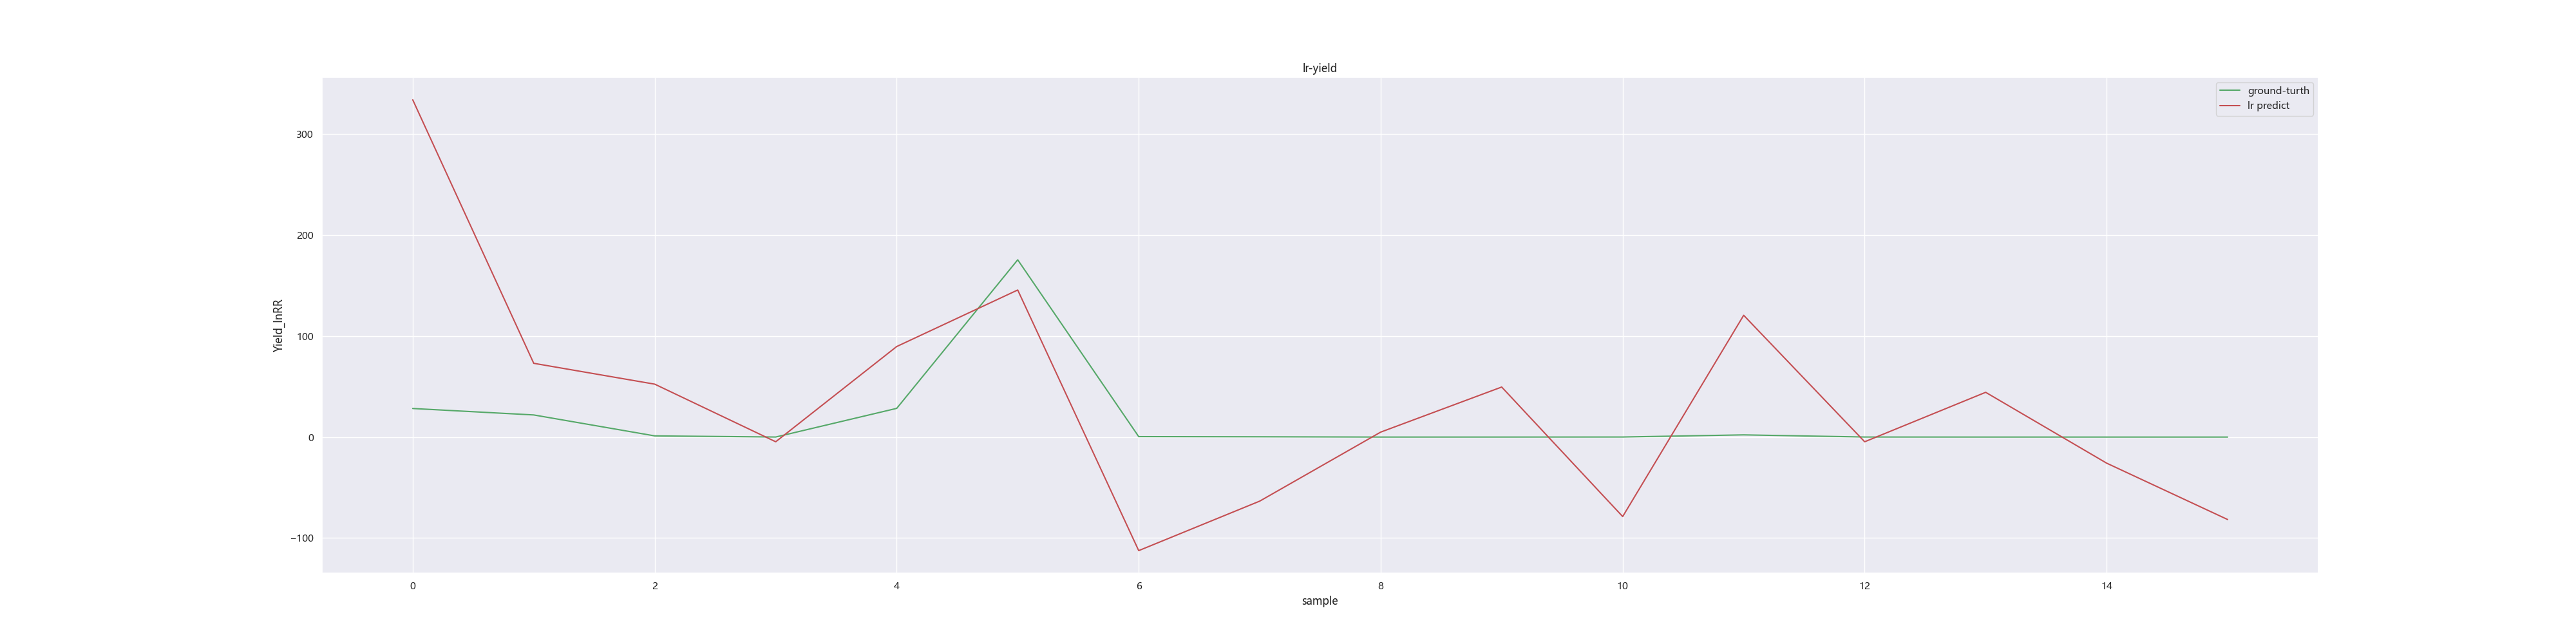 lr-yield
ground-turth
lr predict
300
200
100
0
−100
Yield_lnRR
0 2 4 6 8 10 12 14
sample